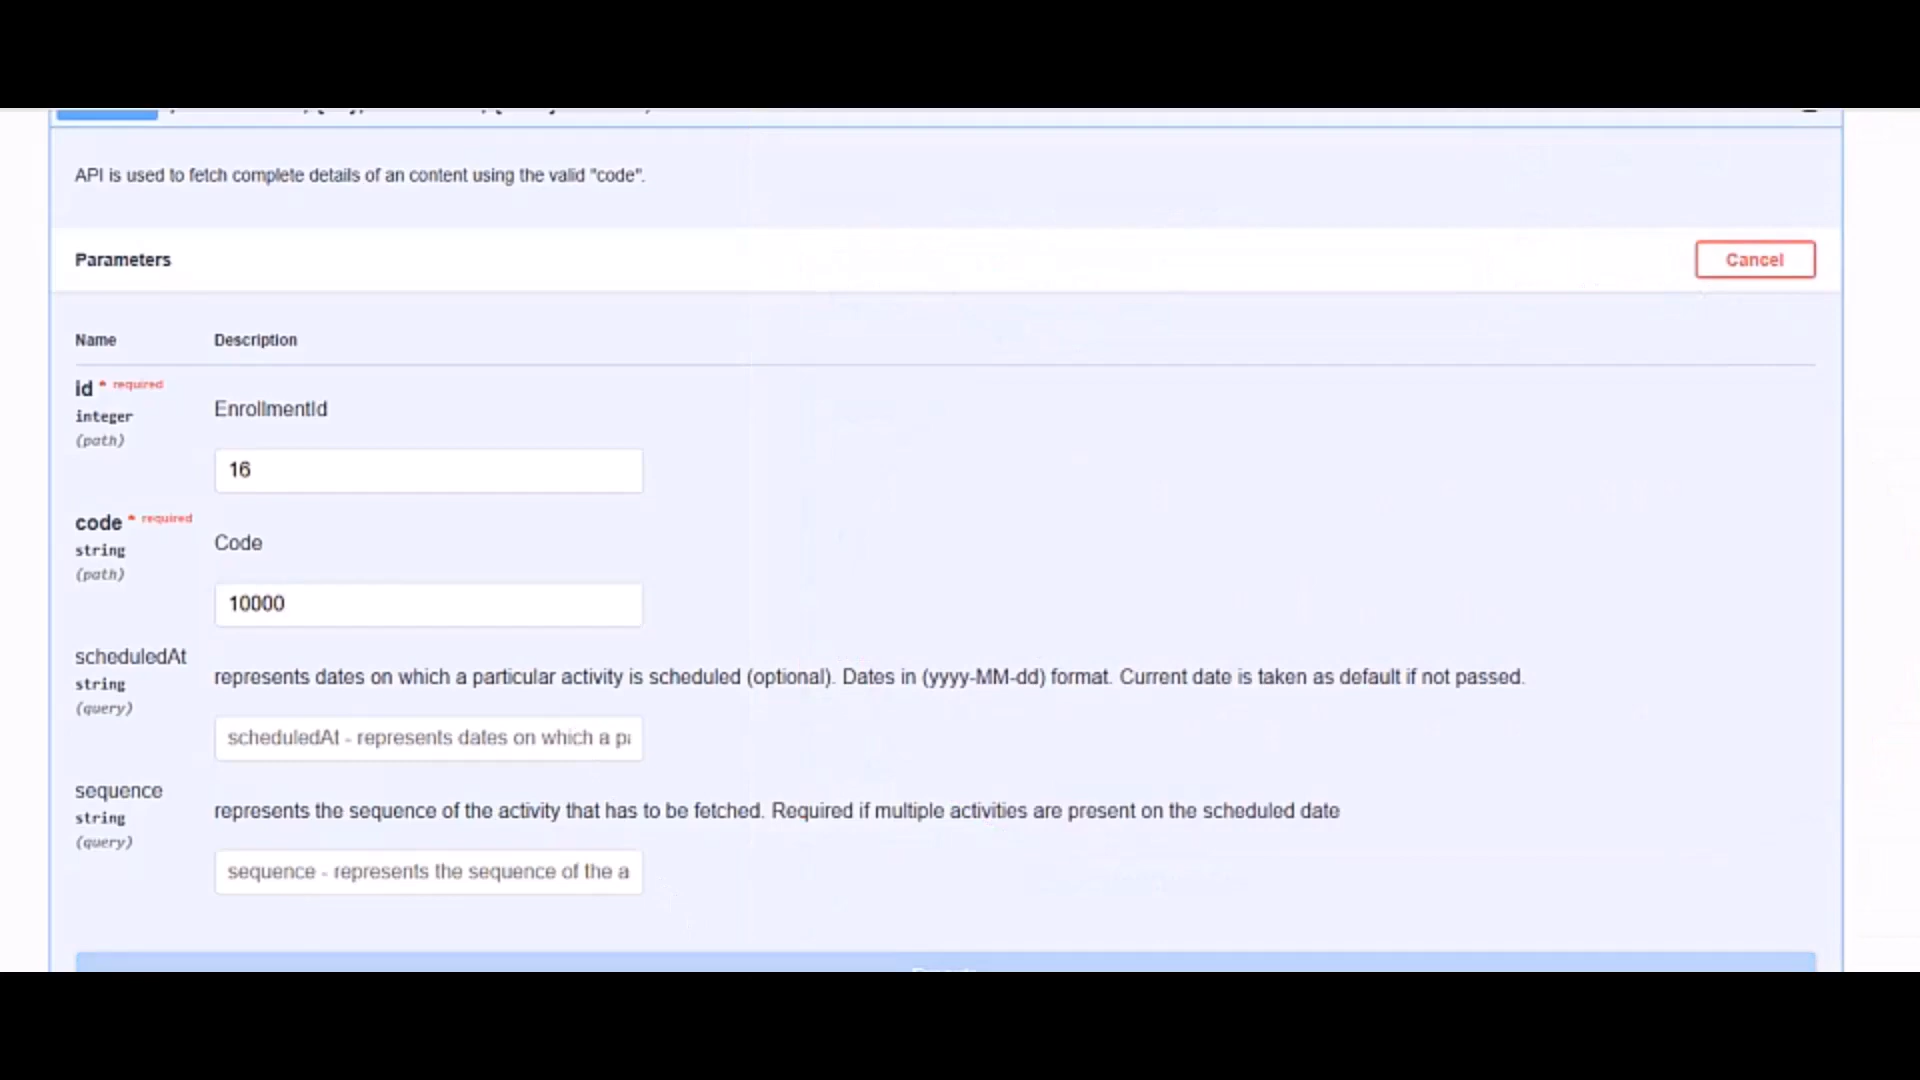 API is used to fetch complete details of an content using the valid "code".
Parameters
Cancel
Name Description
id * required
integer
(path)
EnrollmentId
16
code * required
string
(path)
Code
10000
scheduledAt
string
(query)
represents dates on which a particular activity is scheduled (optional). Dates in (yyyy-MM-dd) format. Current date is taken as default if not passed.
scheduledAt - represents dates on which a pa
sequence
string
(query)
represents the sequence of the activity that has to be fetched. Required if multiple activities are present on the scheduled date
sequence - represents the sequence of the a